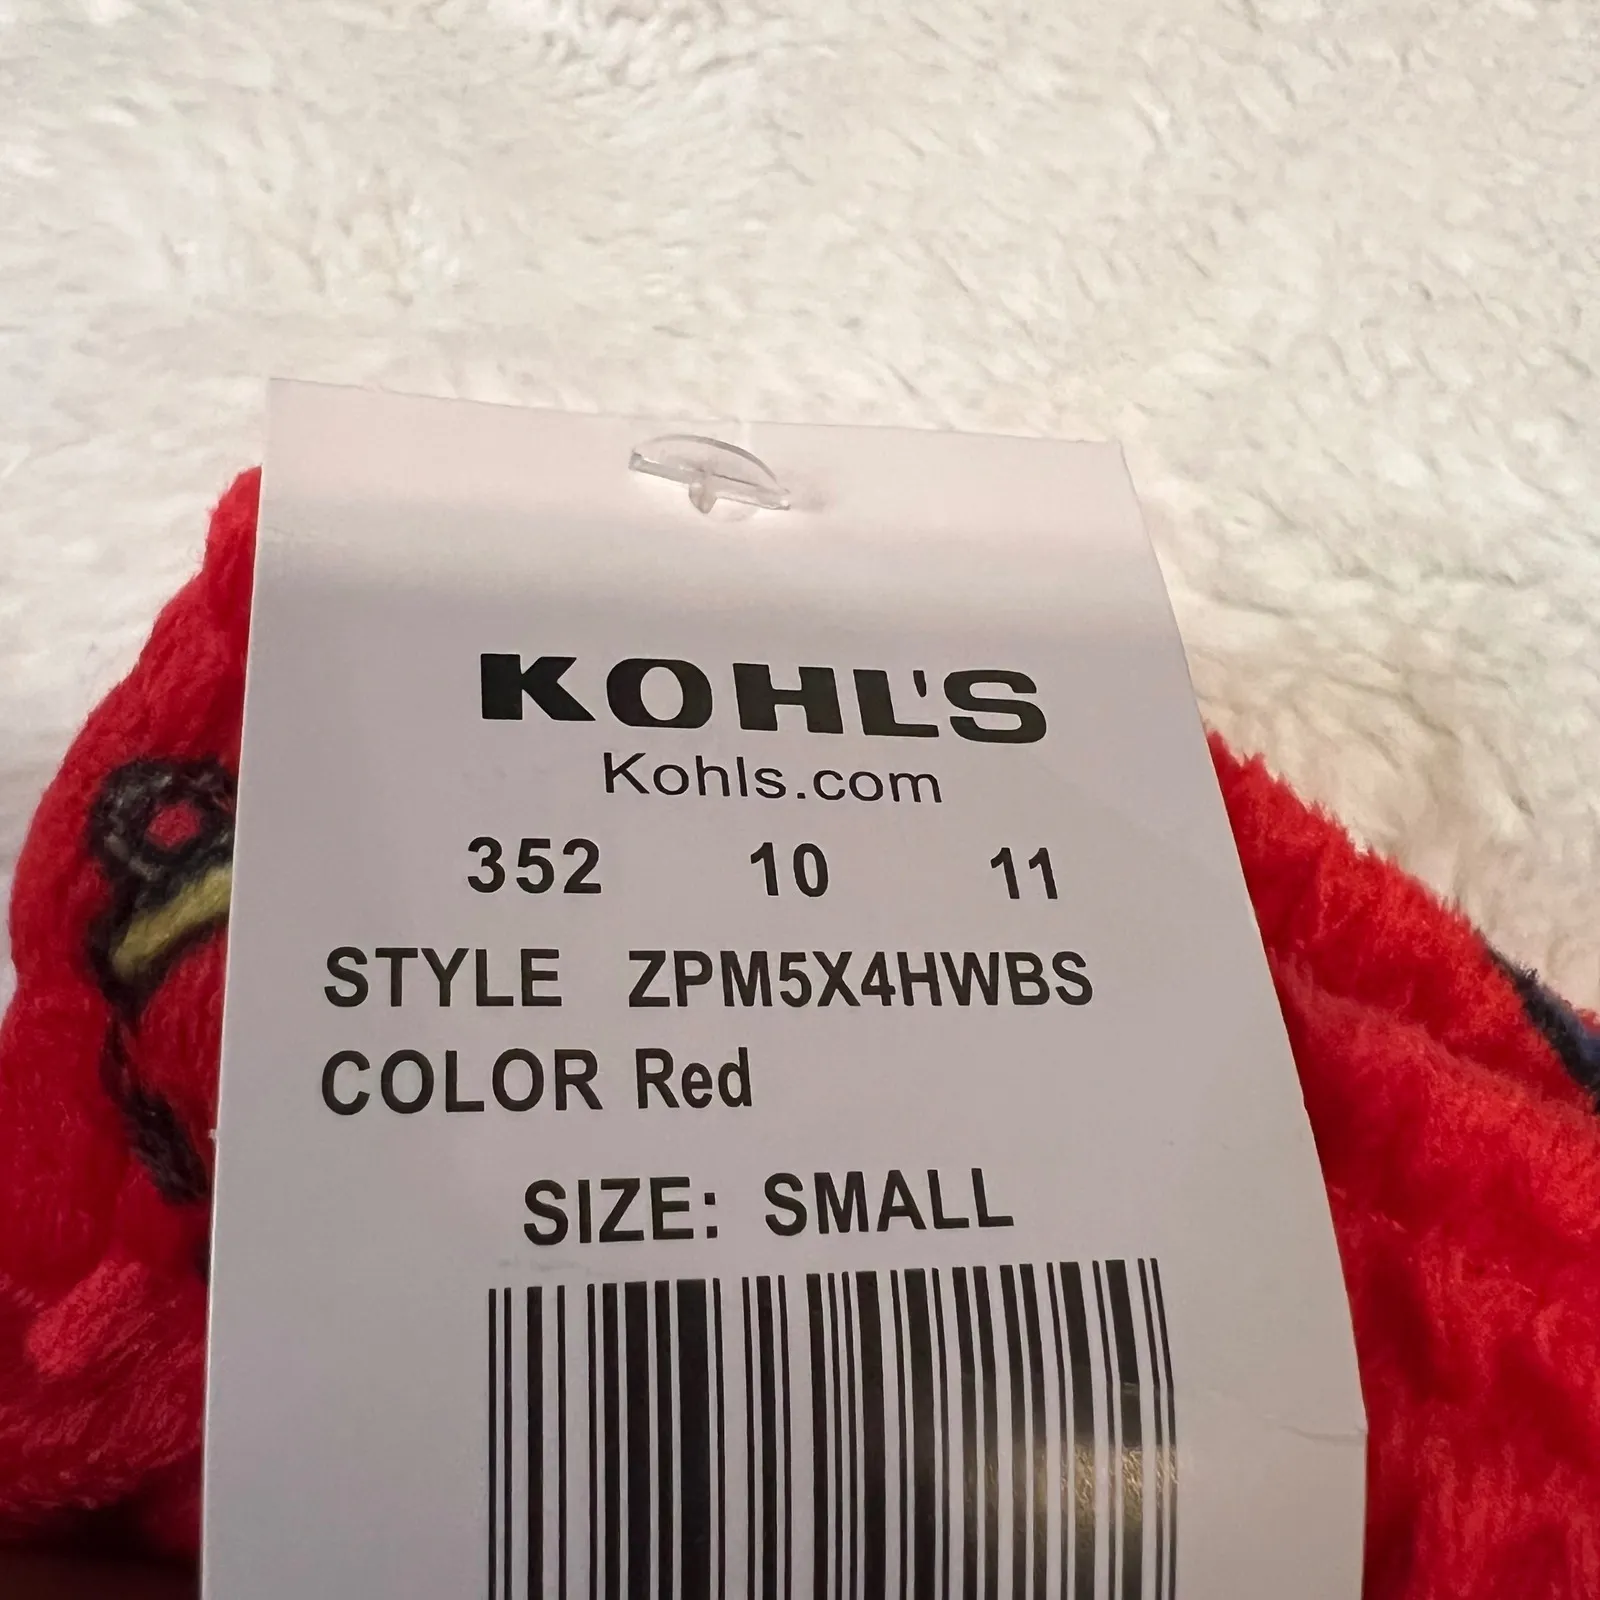 KOHL'S
Kohls.com
352 10 11
STYLE ZPM5X4HWBS
COLOR Red
SIZE: SMALL